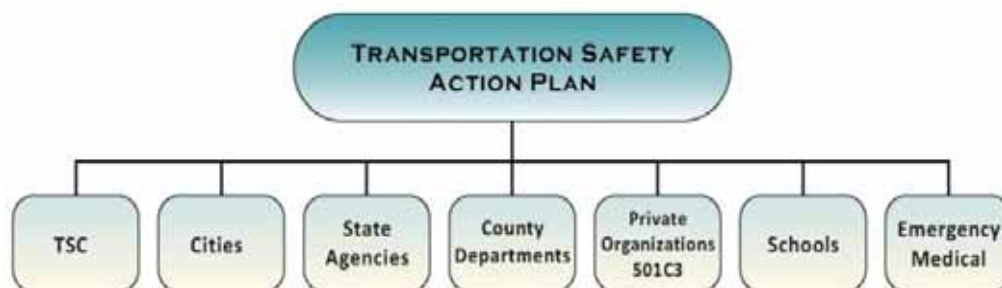 TRANSPORTATION SAFETY
ACTION PLAN
TSC
Cities
State
Agencies
County
Departments
Private
Organizations
501C3
Schools
Emergency
Medical